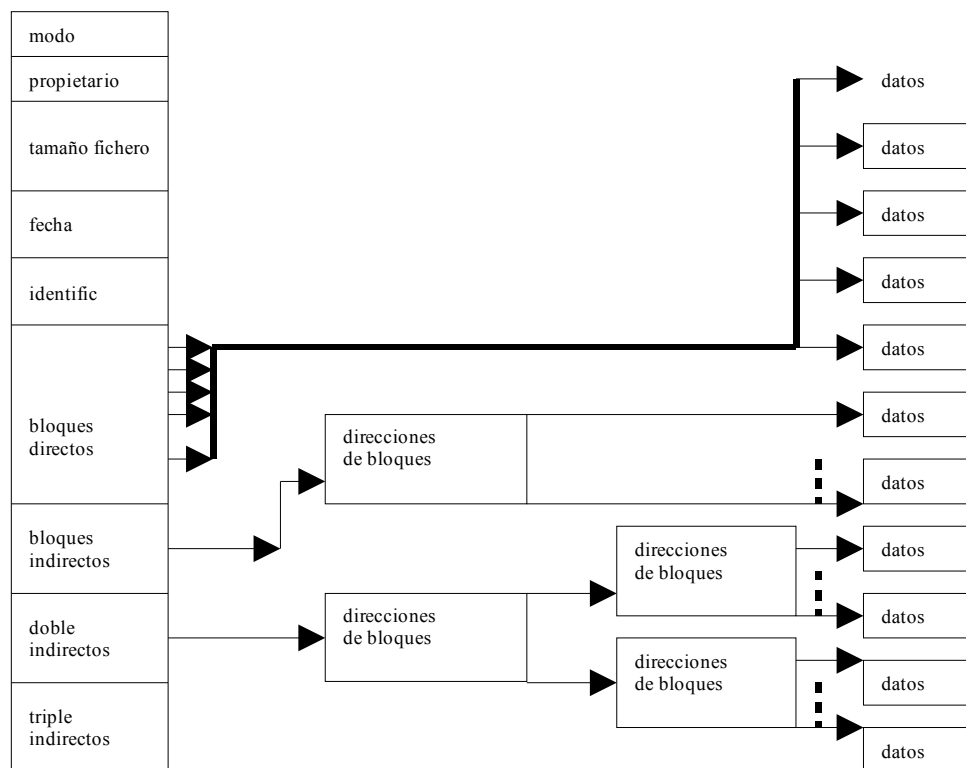 modo
propietario
tamaño fichero
fecha
identific
bloques
directos
bloques
indirectos
doble
indirectos
triple
indirectos
direcciones
de bloques
direcciones
de bloques
direcciones
de bloques
direcciones
de bloques
datos
datos
datos
datos
datos
datos
datos
datos
datos
datos
datos